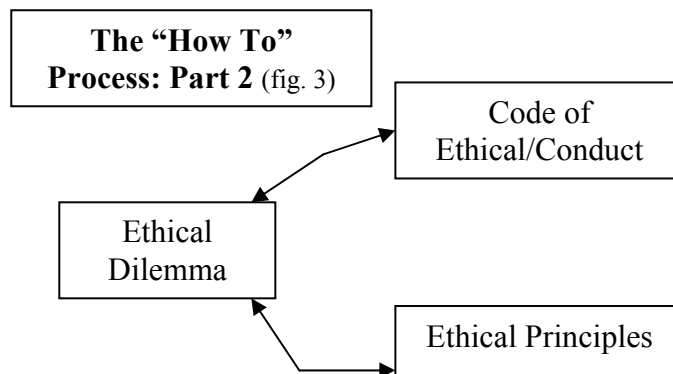 The “How To”
Process: Part 2 (fig. 3)
Code of
Ethical/Conduct
Ethical
Dilemma
Ethical Principles